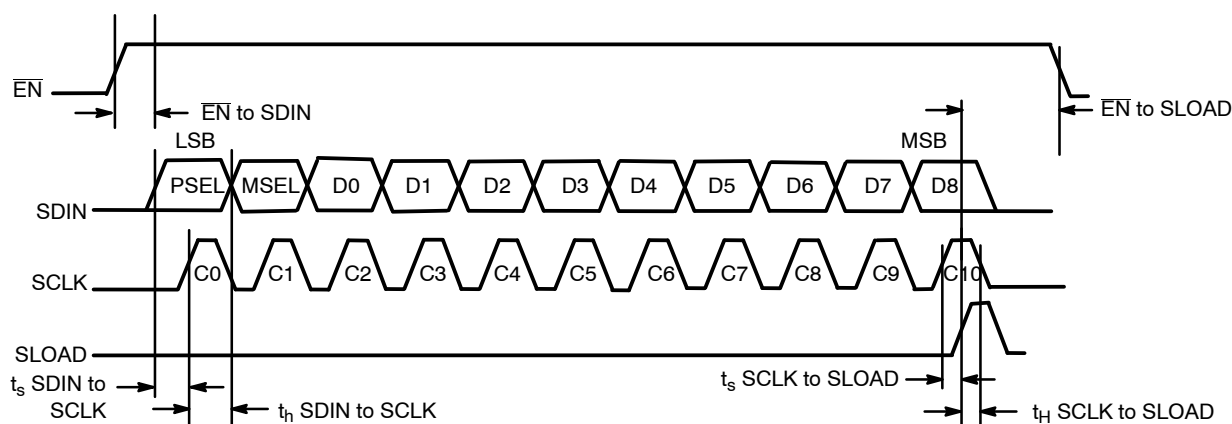 EN
EN to SDIN
EN to SLOAD
LSB
MSB
SDIN
PSEL MSEL D0 D1 D2 D3 D4 D5 D6 D7 D8
SCLK
C0 C1 C2 C3 C4 C5 C6 C7 C8 C9 C10
SLOAD
ts SDIN to
SCLK
th SDIN to SCLK
ts SCLK to SLOAD
tH SCLK to SLOAD